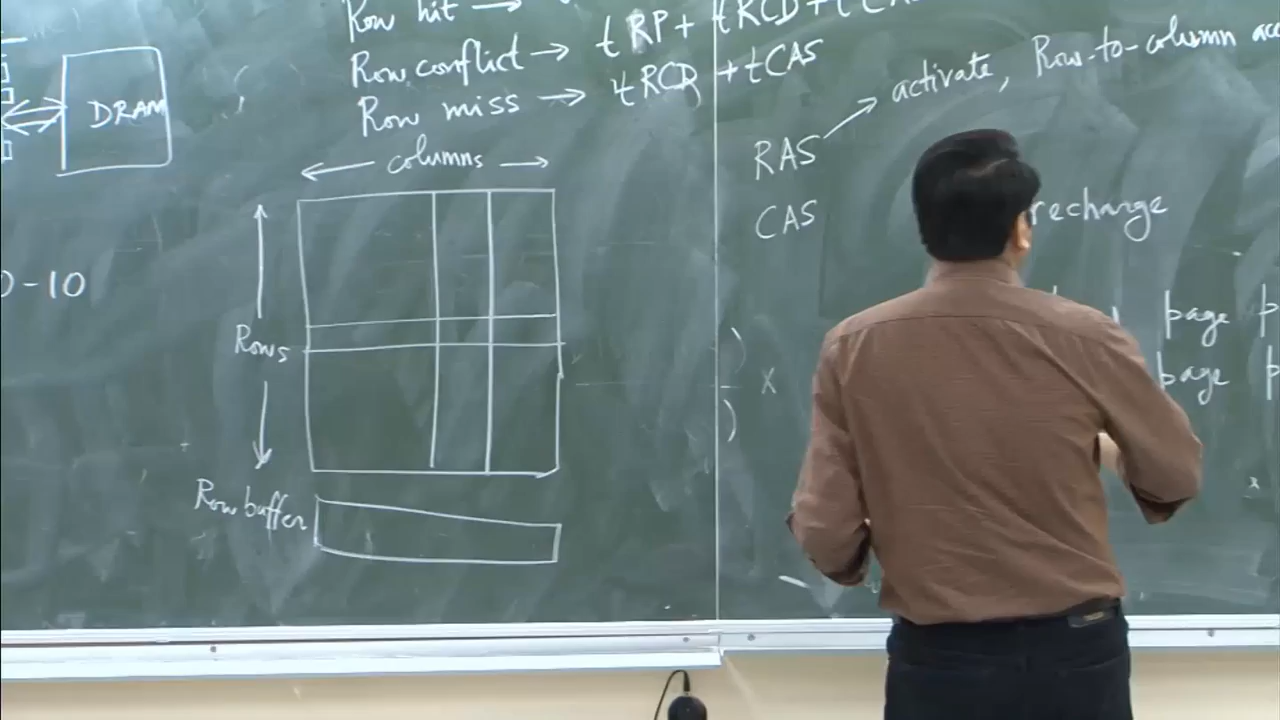 Row hit →
Row conflict → tRP + tRCD + tCAS
Row miss → tRCD + tCAS
DRAM
columns
Rows
Row buffer
0-10
RAS → activate, Row-to-column
CAS recharge
page
page
x